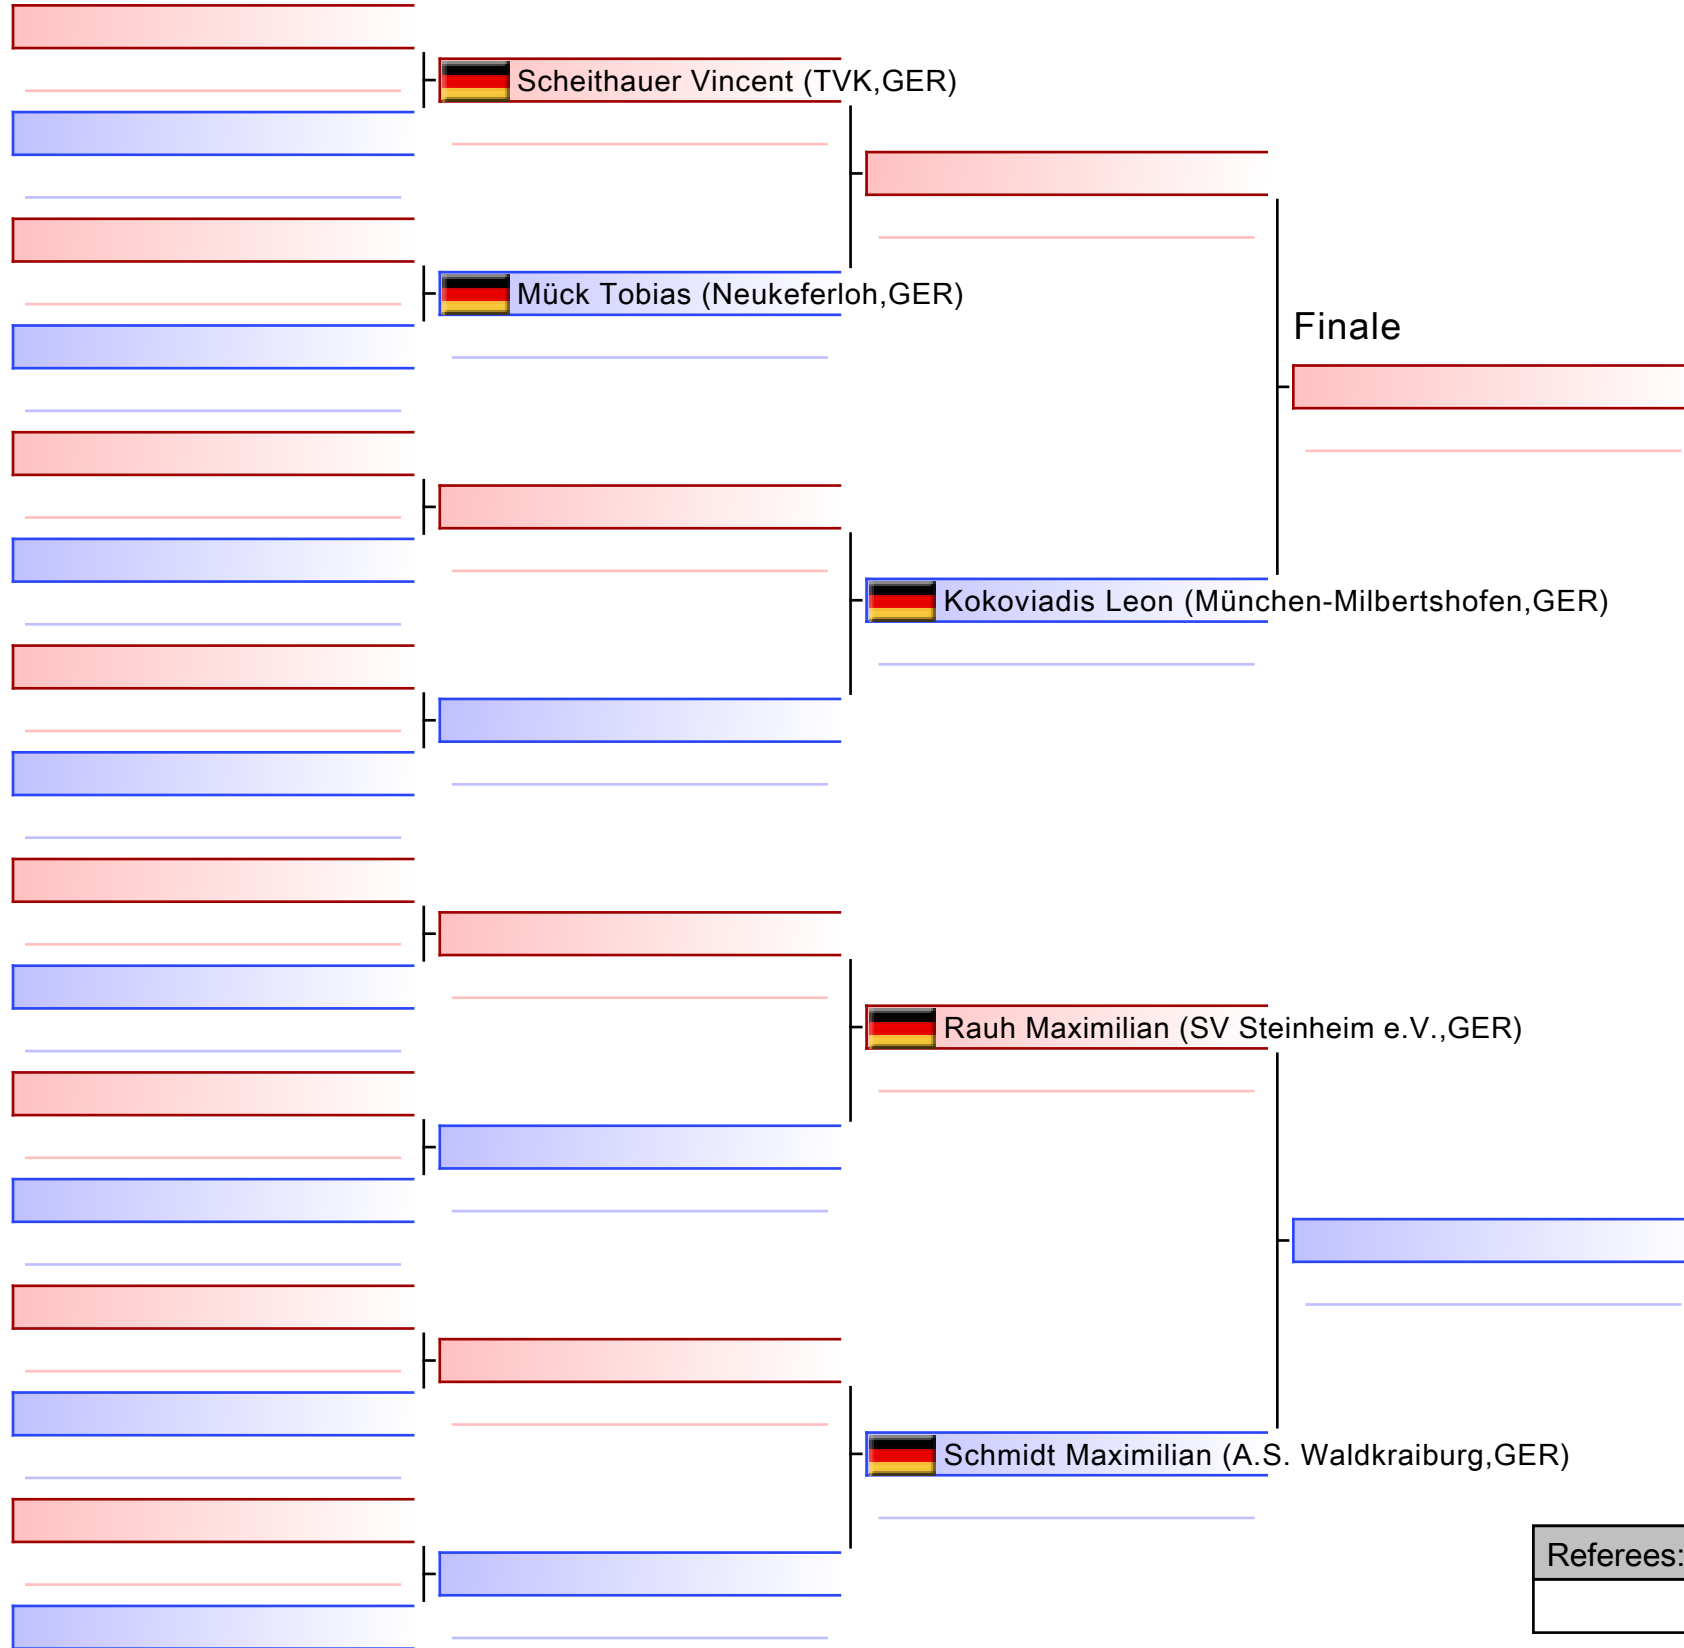 Scheithauer Vincent (TVK,GER)
Mück Tobias (Neukeferloh,GER)
Finale
Kokoviadis Leon (München-Milbertshofen,GER)
Rauh Maximilian (SV Steinheim e.V.,GER)
Schmidt Maximilian (A.S. Waldkraiburg,GER)
Referees: